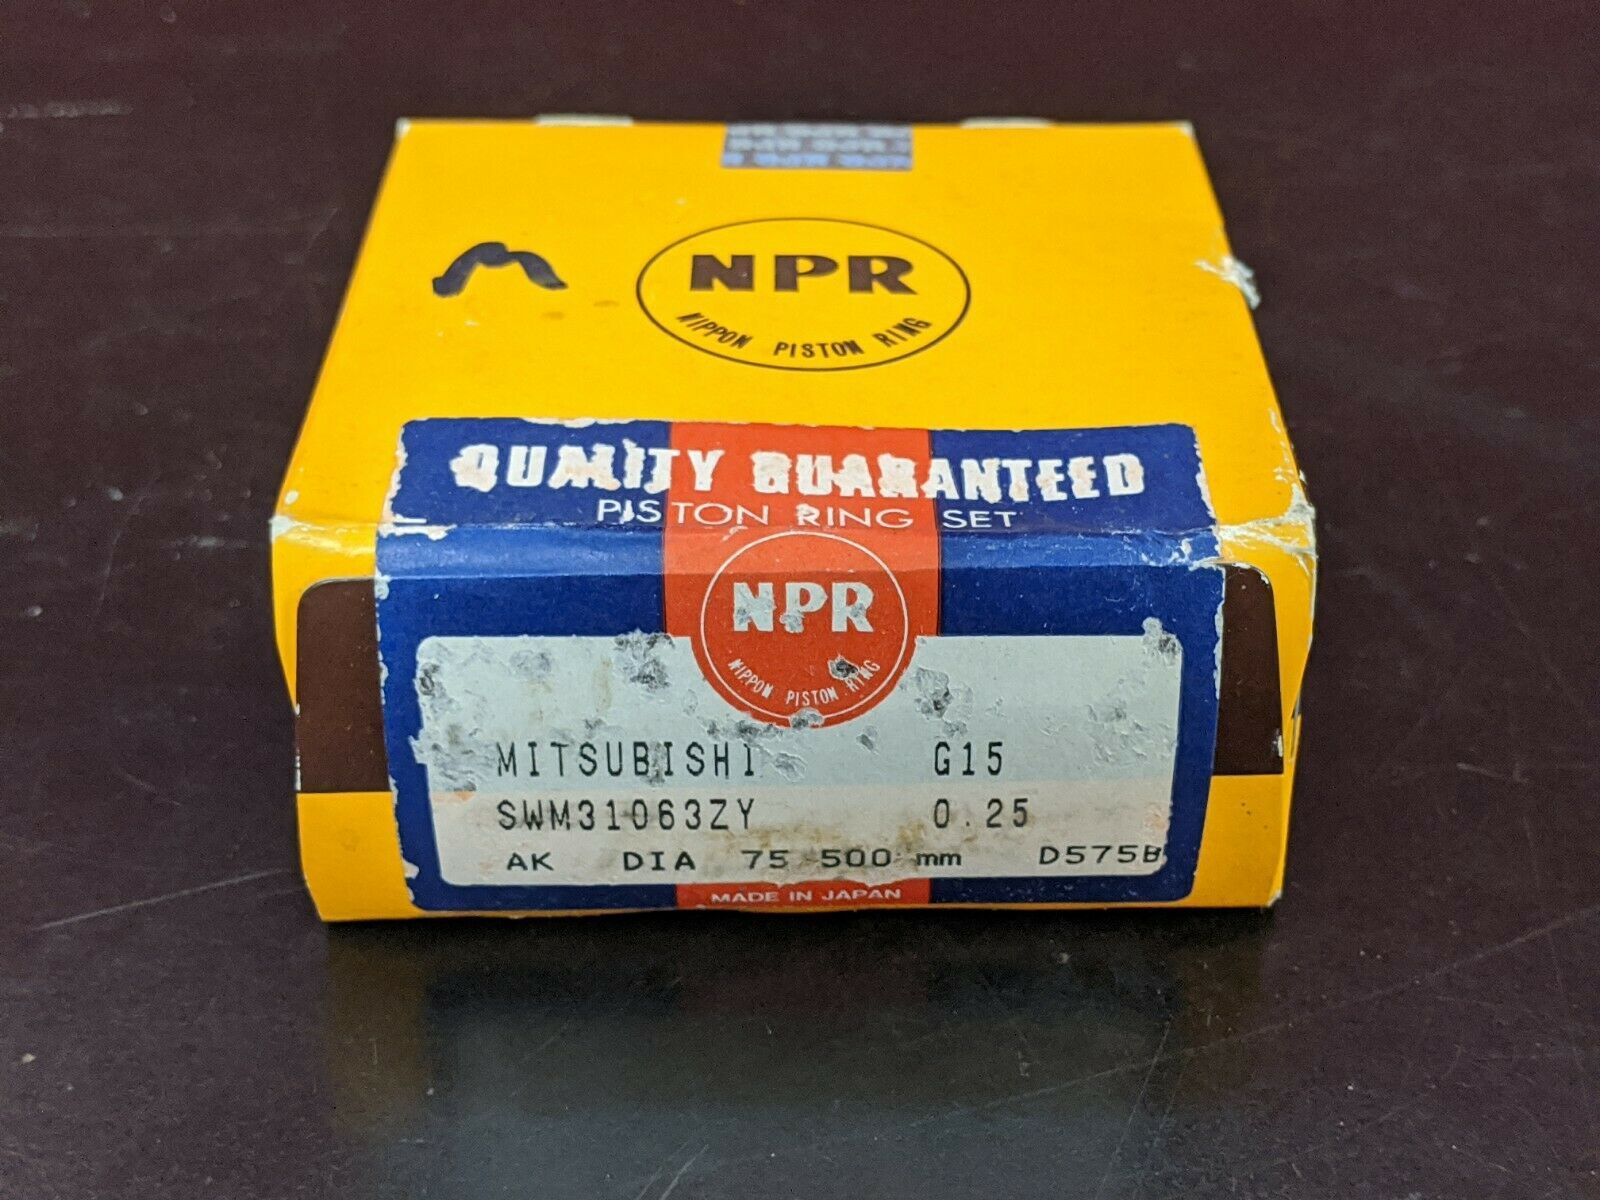 NPR
NIPPON PISTON RING
QUALITY GUARANTEED
PISTON RING SET
NPR
NIPPON PISTON RING
MITSUBISHI G15
SWM31063ZY 0.25
AK DIA 75 500 mm D575B
MADE IN JAPAN